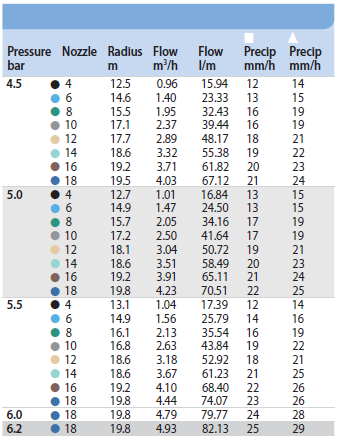 Pressure Nozzle Radius Flow Flow Precip Precip
bar m m³/h l/m mm/h mm/h
4.5 4 12.5 0.96 15.94 12 14
6 14.6 1.40 23.33 13 15
8 15.5 1.95 32.43 16 19
10 17.1 2.37 39.44 16 19
12 17.7 2.89 48.17 18 21
14 18.6 3.32 55.38 19 22
16 19.2 3.71 61.82 20 23
18 19.5 4.03 67.12 21 24
5.0 4 12.7 1.01 16.84 13 15
6 14.9 1.47 24.50 13 15
8 15.7 2.05 34.16 17 19
10 17.2 2.50 41.64 17 19
12 18.1 3.04 50.72 19 21
14 18.6 3.51 58.49 20 23
16 19.2 3.91 65.11 21 24
18 19.8 4.23 70.51 22 25
5.5 4 13.1 1.04 17.39 12 14
6 14.9 1.56 25.79 14 16
8 16.1 2.13 35.54 16 19
10 16.8 2.63 43.84 19 22
12 18.6 3.18 52.92 18 21
14 18.6 3.67 61.23 21 25
16 19.2 4.10 68.40 22 26
18 19.8 4.44 74.07 23 26
6.0 18 19.8 4.79 79.77 24 28
6.2 18 19.8 4.93 82.13 25 29